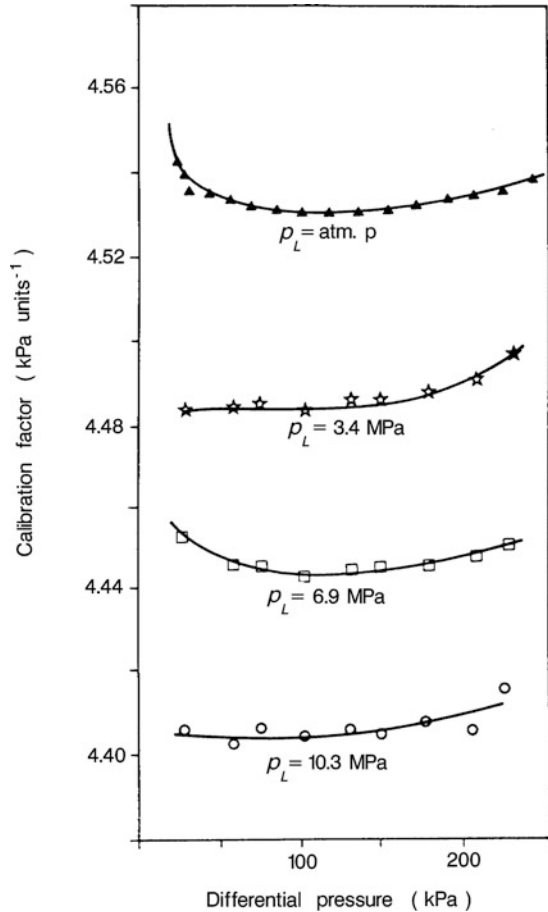 4.56
4.52
4.48
4.44
4.40
Calibration factor ( kPa units⁻¹ )
p_L = atm. p
p_L = 3.4 MPa
p_L = 6.9 MPa
p_L = 10.3 MPa
100
200
Differential pressure ( kPa )